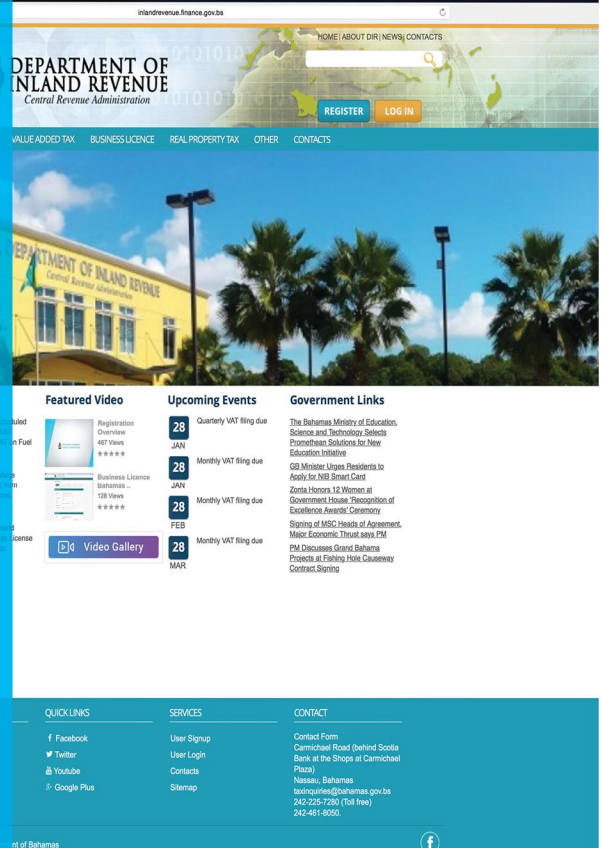 inlandrevenue.finance.gov.bs
HOME | ABOUT DIR | NEWS | CONTACTS
DEPARTMENT OF
INLAND REVENUE
Central Revenue Administration
REGISTER
LOG IN
VALUE ADDED TAX BUSINESS LICENCE REAL PROPERTY TAX OTHER CONTACTS
DEPARTMENT OF INLAND REVENUE
Central Revenue Administration
Featured Video
Registration
Overview
467 Views
Business Licence
Bahamas ..
128 Views
Video Gallery
Upcoming Events
28
JAN
Quarterly VAT filing due
28
JAN
Monthly VAT filing due
28
FEB
Monthly VAT filing due
28
MAR
Monthly VAT filing due
Government Links
The Bahamas Ministry of Education,
Science and Technology Selects
Promethean Solutions for New
Education Initiative
GB Minister Urges Residents to
Apply for NIB Smart Card
Zonta Honors 12 Women at
Government House 'Recognition of
Excellence Awards' Ceremony
Signing of MSC Heads of Agreement,
Major Economic Thrust says PM
PM Discusses Grand Bahama
Projects at Fishing Hole Causeway
Contract Signing
on Fuel
License
QUICK LINKS
Facebook
Twitter
Youtube
Google Plus
SERVICES
User Signup
User Login
Contacts
Sitemap
CONTACT
Contact Form
Carmichael Road (behind Scotia
Bank at the Shops at Carmichael
Plaza)
Nassau, Bahamas
taxinquiries@bahamas.gov.bs
242-225-7280 (Toll free)
242-461-8050.
of Bahamas